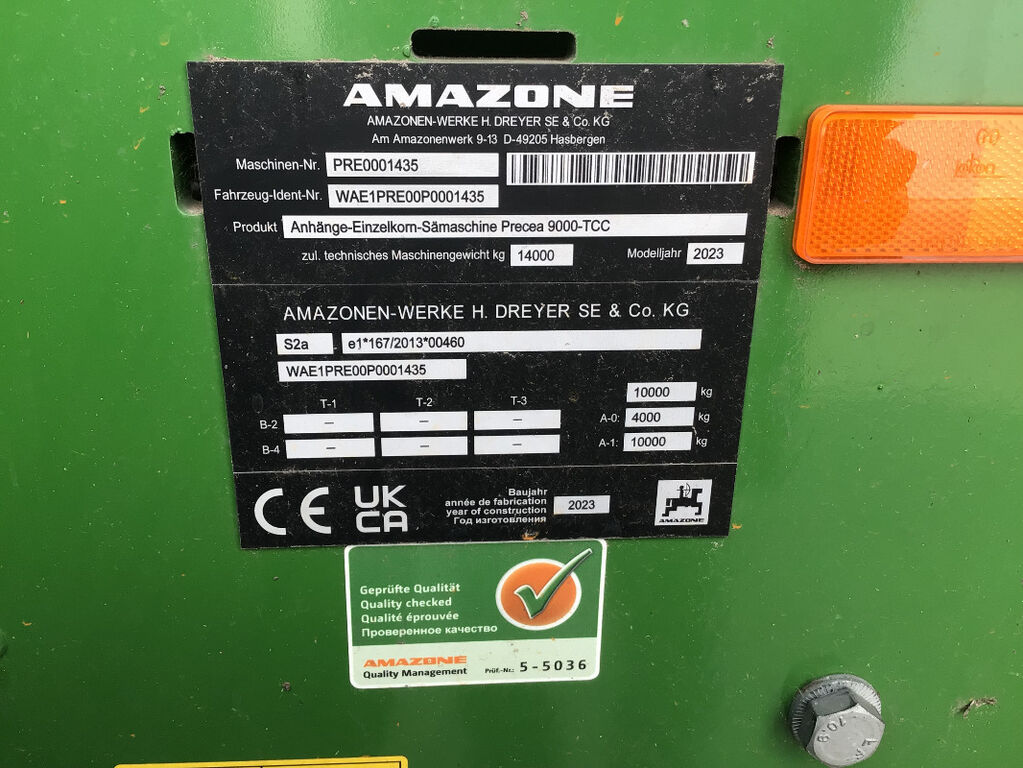 AMAZONE
AMAZONEN-WERKE H. DREYER SE & Co. KG
Am Amazonenwerk 9-13 D-49205 Hasbergen
Maschinen-Nr. PRE0001435
Fahrzeug-Ident-Nr. WAE1PRE00P0001435
Produkt Anhänge-Einzelkorn-Sämaschine Precea 9000-TCC
zul. technisches Maschinengewicht kg 14000 Modelljahr 2023
AMAZONEN-WERKE H. DREYER SE & Co. KG
S2a e1*167/2013*00460
WAE1PRE00P0001435
10000 kg
T-1 T-2 T-3
B-2 – – – A-0: 4000 kg
B-4 – – – A-1: 10000 kg
CE UK CA
Baujahr
année de fabrication
year of construction
Год изготовления
2023
AMAZONE
Geprüfte Qualität
Quality checked
Qualité éprouvée
Проверенное качество
AMAZONE
Quality Management Prüf.-Nr.: 5-5036
10.9